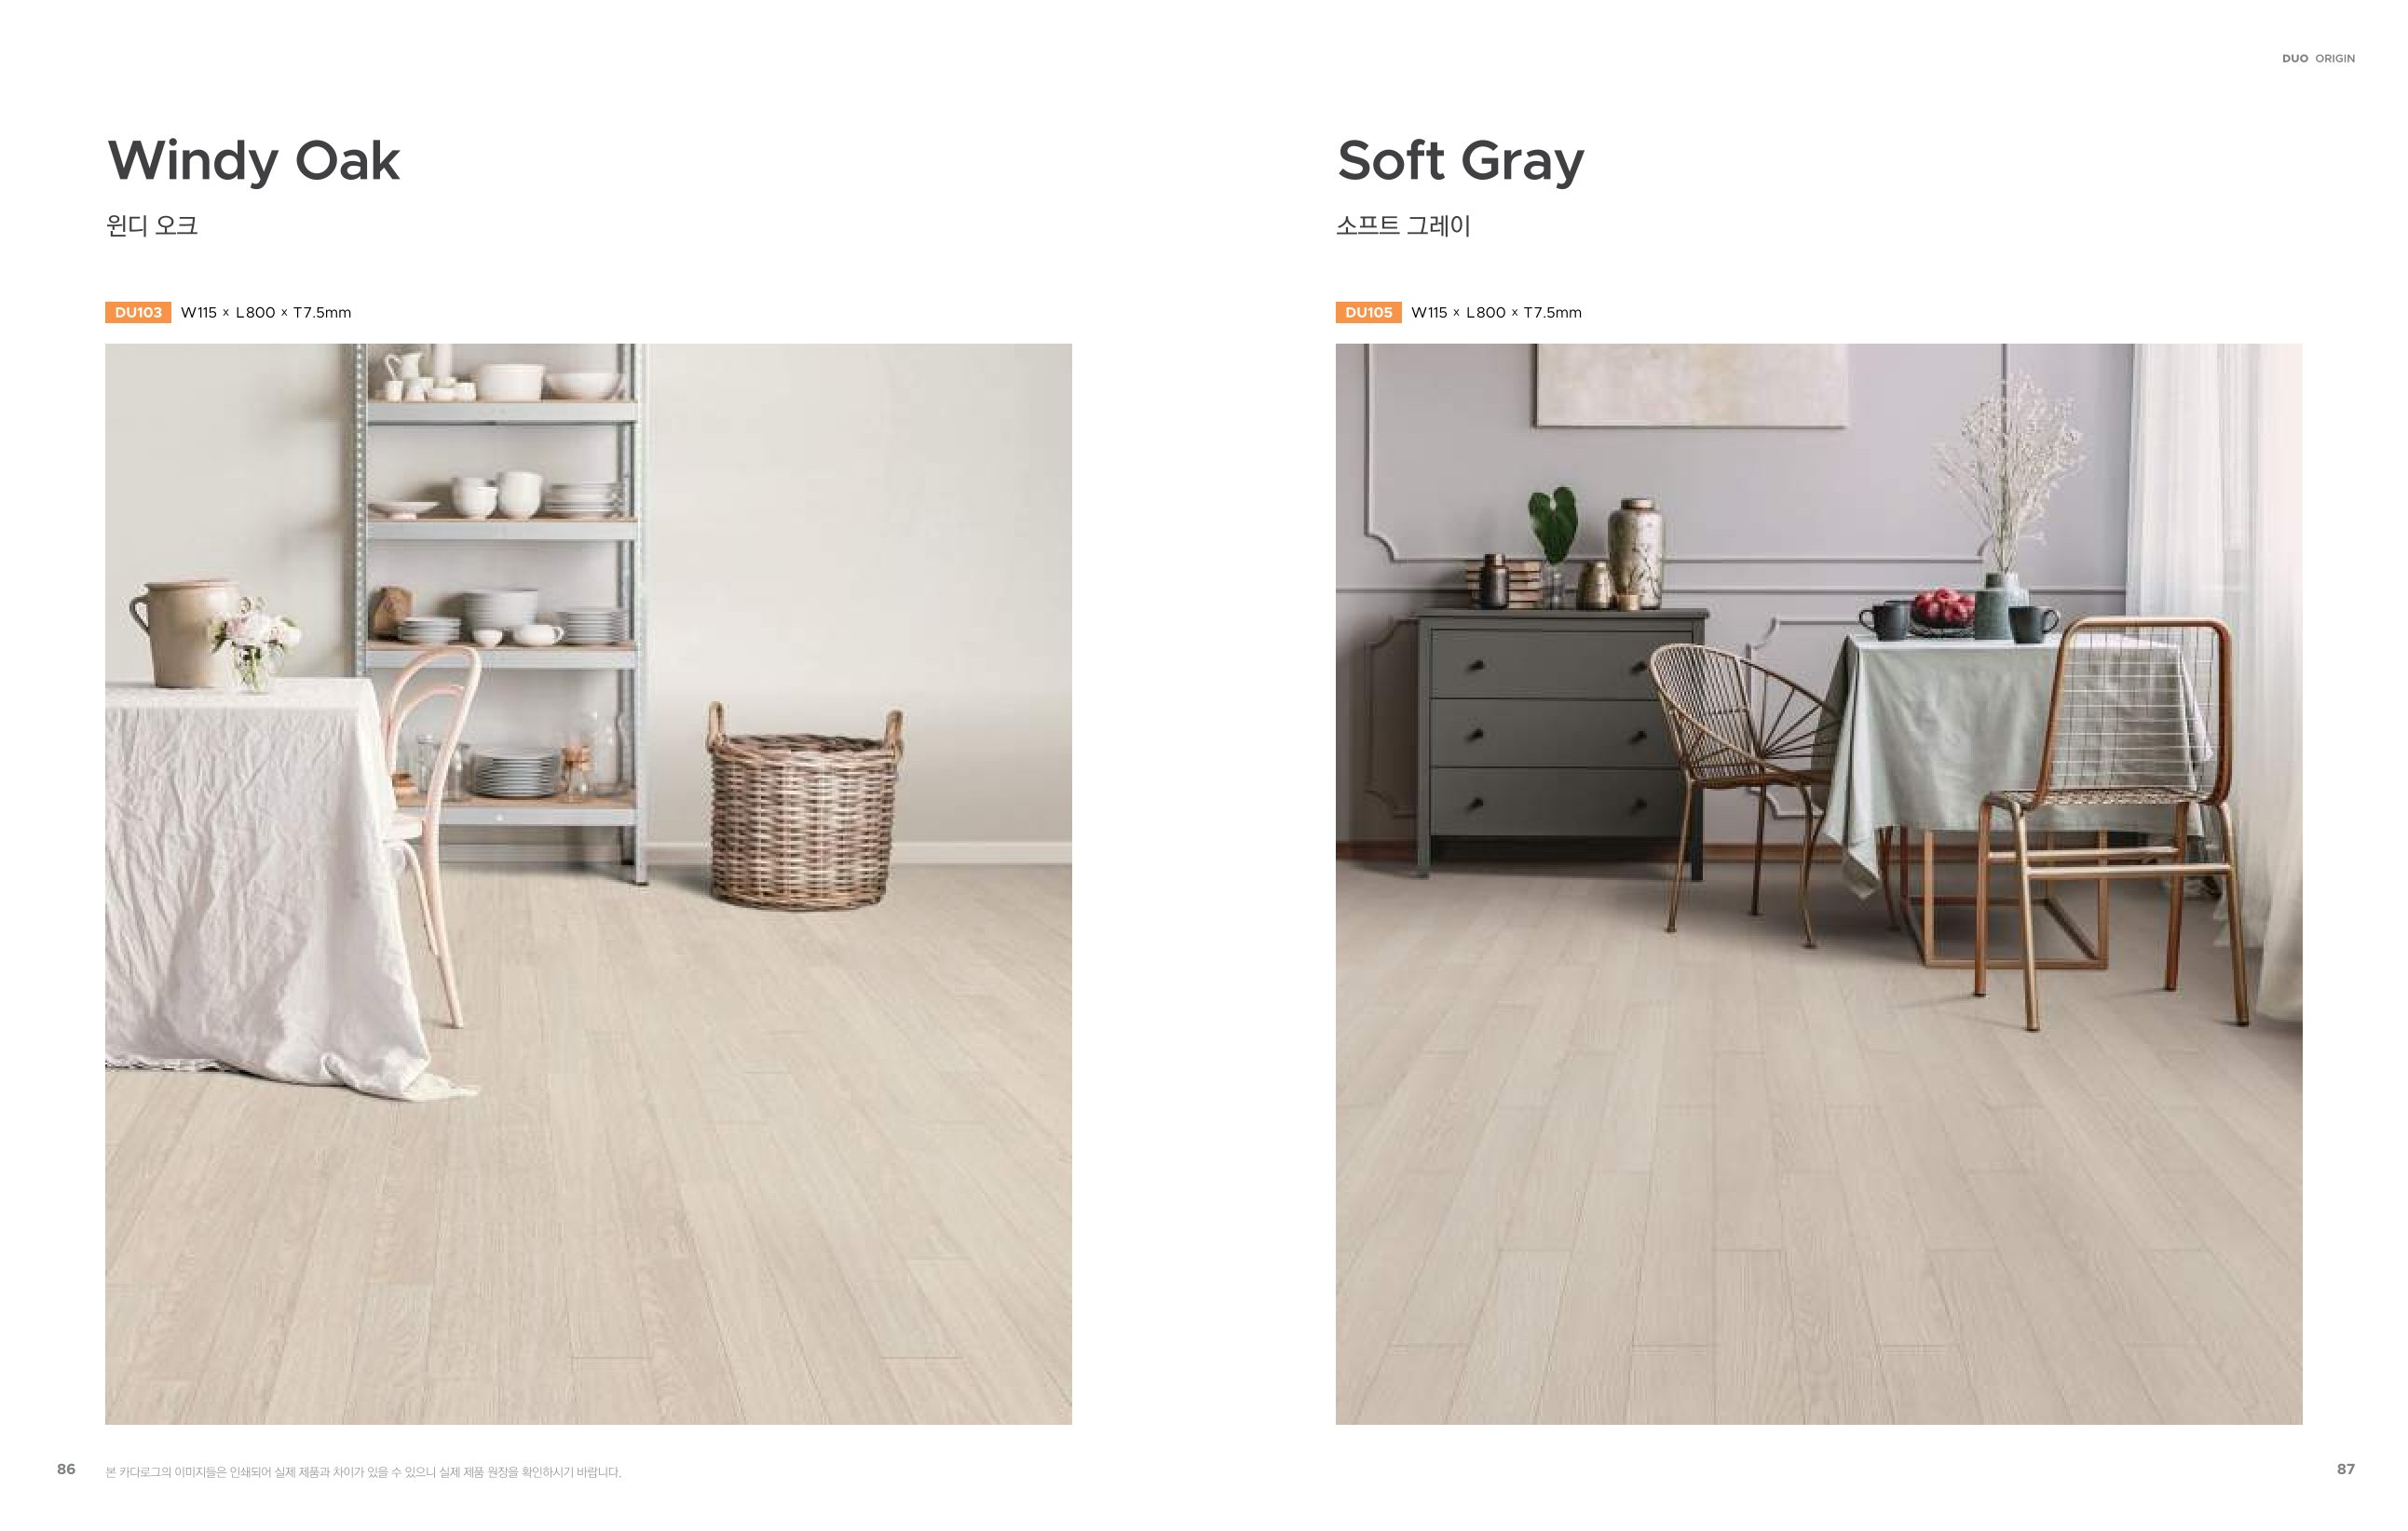 DUO ORIGIN
Windy Oak
윈디 오크
DU103 W115 × L800 × T7.5mm
Soft Gray
소프트 그레이
DU105 W115 × L800 × T7.5mm
86 본 카다로그의 이미지들은 인쇄되어 실제 제품과 차이가 있을 수 있으니 실제 제품 원장을 확인하시기 바랍니다.
87